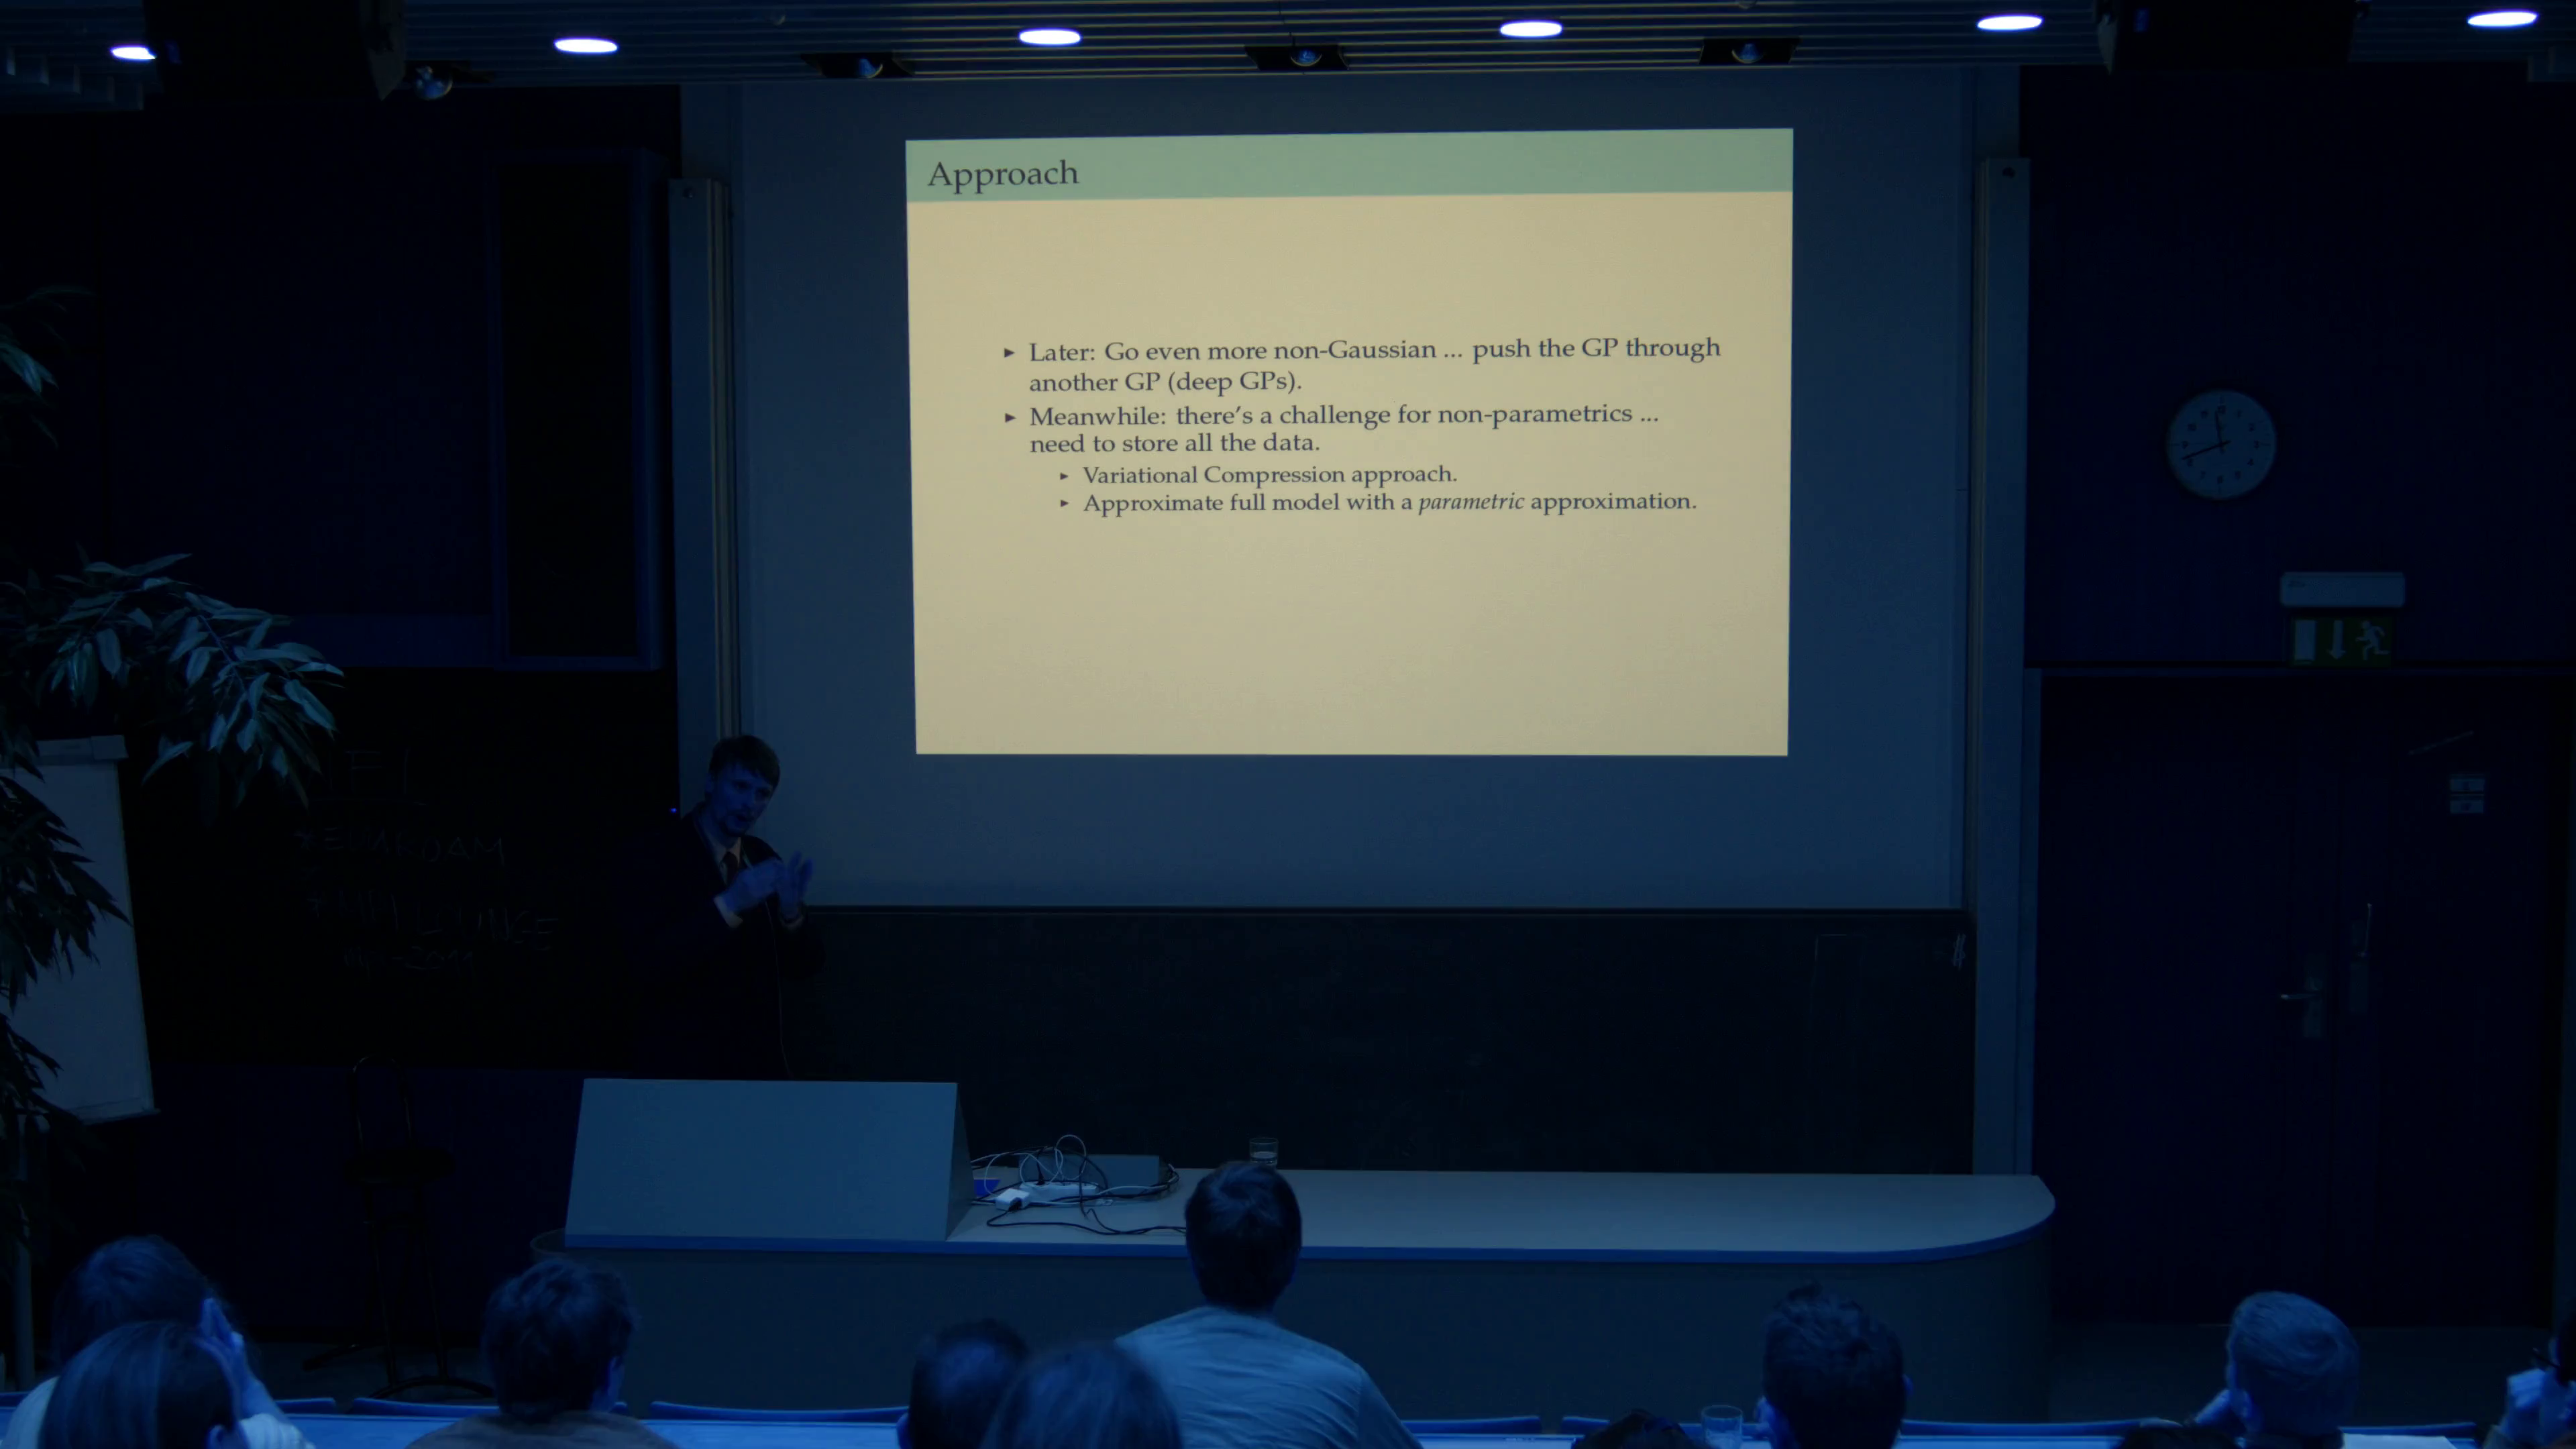 Approach
► Later: Go even more non-Gaussian ... push the GP through
another GP (deep GPs).
► Meanwhile: there's a challenge for non-parametrics ...
need to store all the data.
► Variational Compression approach.
► Approximate full model with a parametric approximation.